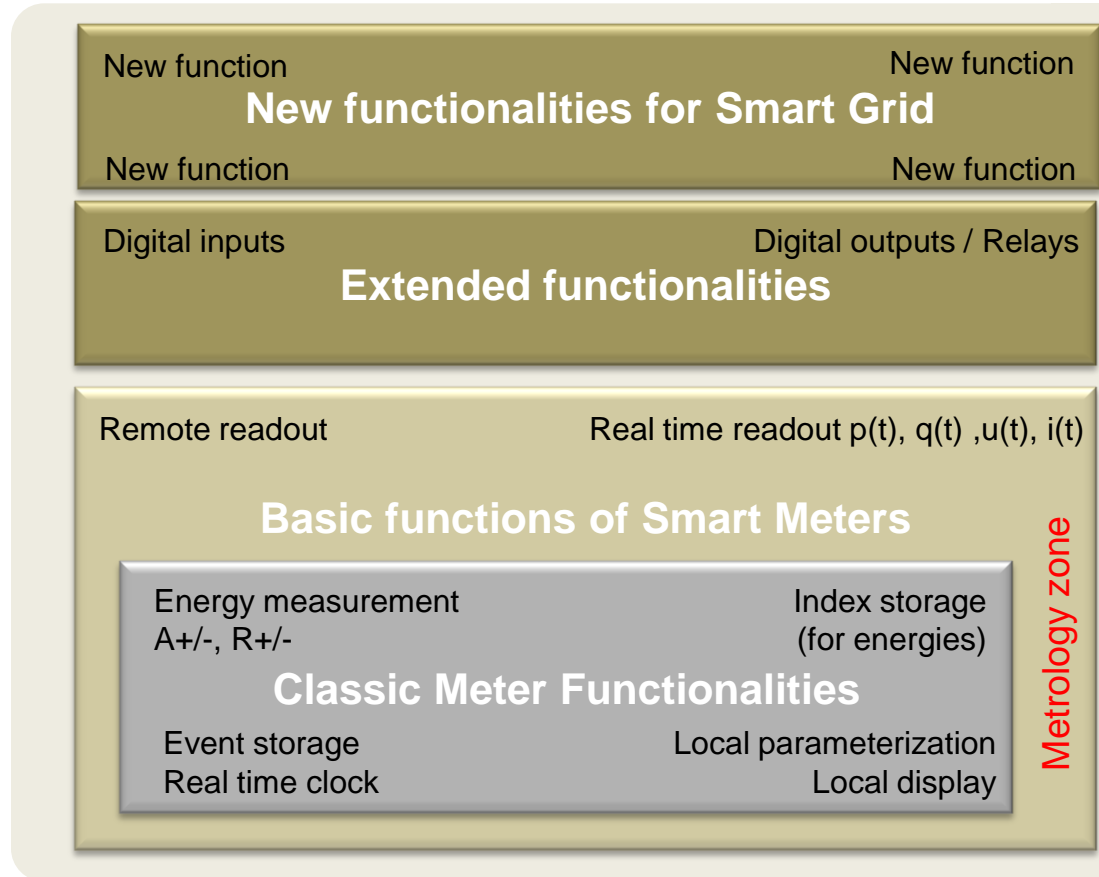 New function
New function
New functionalities for Smart Grid
New function
New function
Digital inputs
Digital outputs / Relays
Extended functionalities
Remote readout
Real time readout p(t), q(t) ,u(t), i(t)
Basic functions of Smart Meters
Energy measurement
A+/-, R+/-
Index storage
(for energies)
Classic Meter Functionalities
Event storage
Real time clock
Local parameterization
Local display
Metrology zone